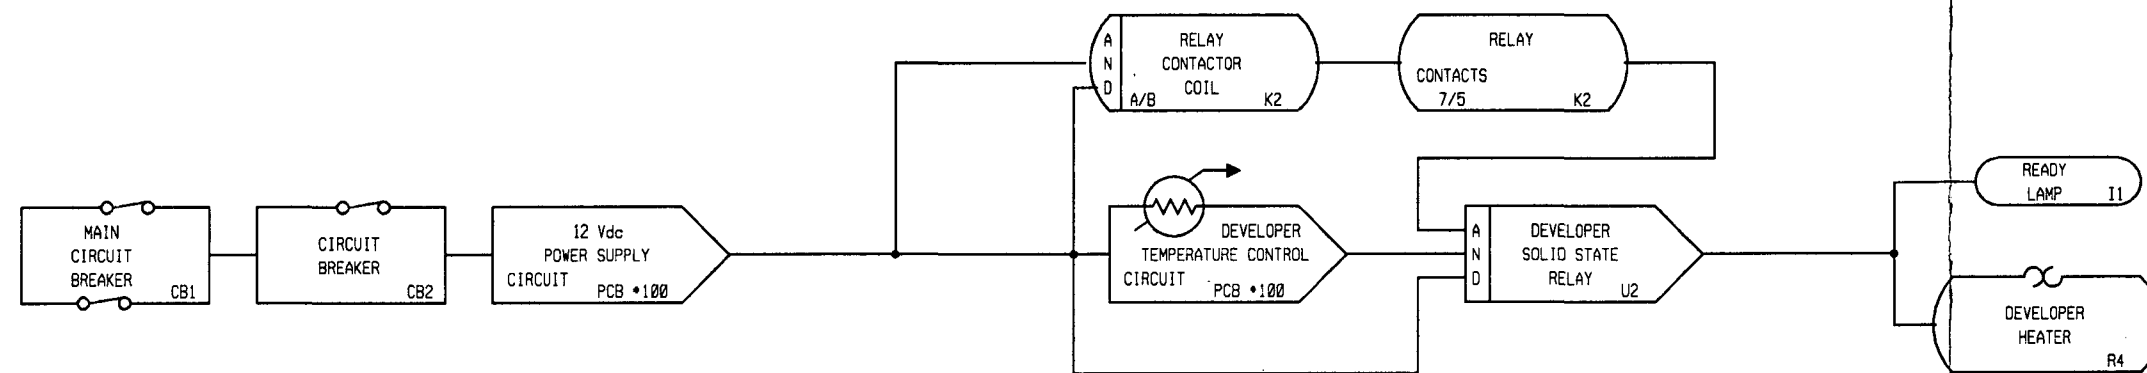 MAIN
CIRCUIT
BREAKER
CB1
CIRCUIT
BREAKER
CB2
12 Vdc
POWER SUPPLY
CIRCUIT
PCB *100
A
N
D
RELAY
CONTACTOR
COIL
A/B K2
RELAY
CONTACTS
7/5 K2
DEVELOPER
TEMPERATURE CONTROL
CIRCUIT
PCB *100
A
N
D
DEVELOPER
SOLID STATE
RELAY
U2
READY
LAMP I1
DEVELOPER
HEATER
R4